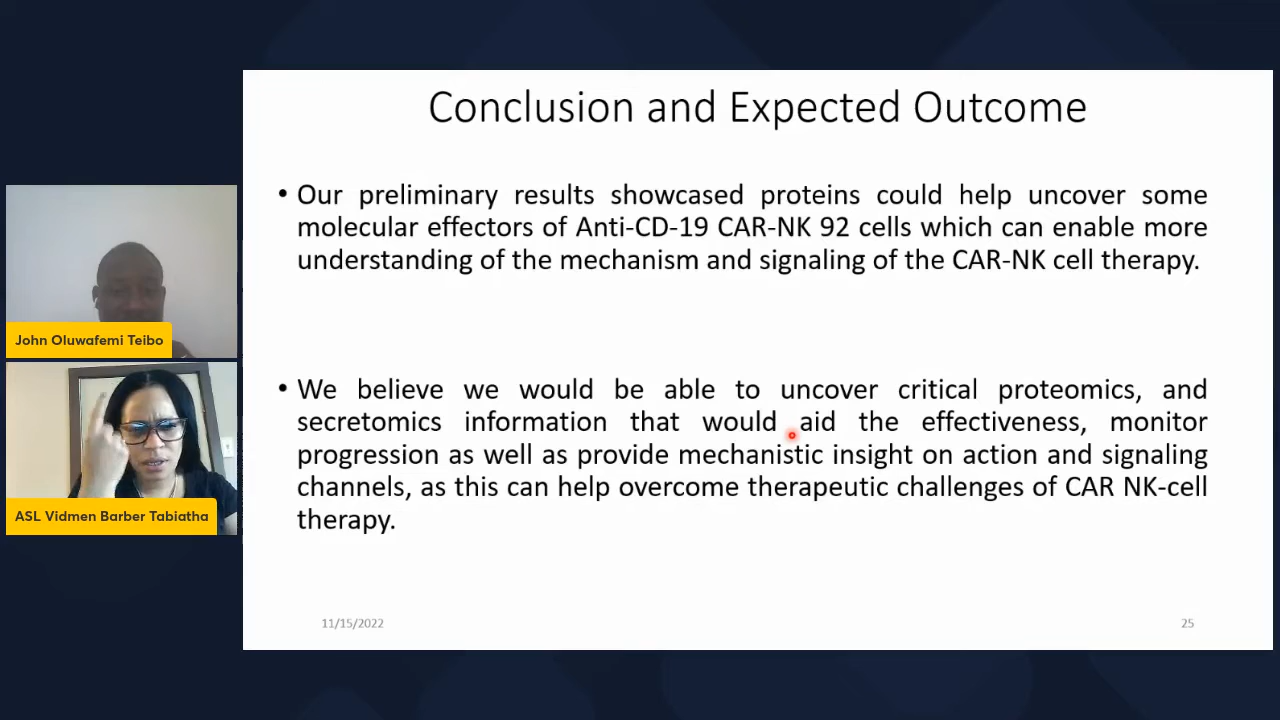 Conclusion and Expected Outcome
• Our preliminary results showcased proteins could help uncover some
molecular effectors of Anti-CD-19 CAR-NK 92 cells which can enable more
understanding of the mechanism and signaling of the CAR-NK cell therapy.
• We believe we would be able to uncover critical proteomics, and
secretomics information that would aid the effectiveness, monitor
progression as well as provide mechanistic insight on action and signaling
channels, as this can help overcome therapeutic challenges of CAR NK-cell
therapy.
11/15/2022
25
John Oluwafemi Teibo
ASL Vidmen Barber Tabiatha